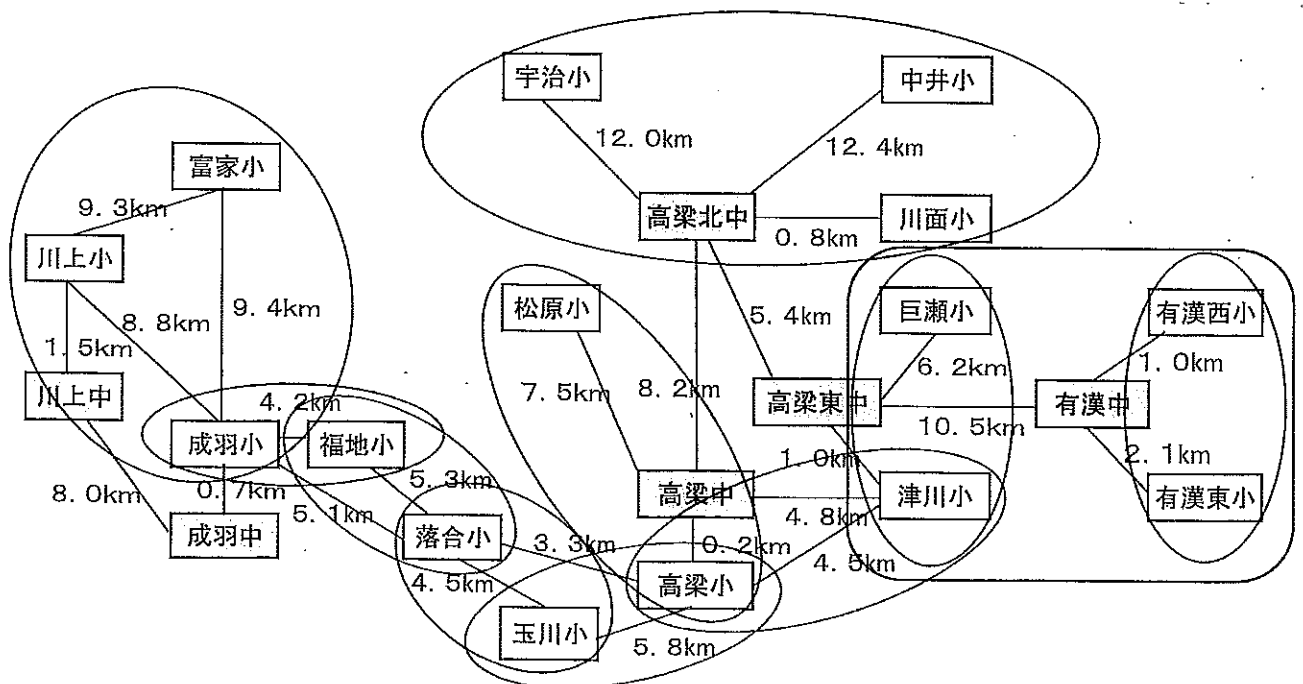 宇治小
中井小
12.0km
12.4km
富家小
高梁北中
川面小
9.3km
0.8km
川上小
松原小
巨瀬小
有漢西小
9.4km
5.4km
8.8km
1.5km
6.2km
1.0km
川上中
7.5km
8.2km
高梁東中
有漢中
4.2km
10.5km
成羽小
福地小
1.0km
2.1km
5.3km
高梁中
津川小
有漢東小
8.0km
0.7km
5.1km
4.8km
成羽中
落合小
3.3km
0.2km
4.5km
4.5km
高梁小
玉川小
5.8km